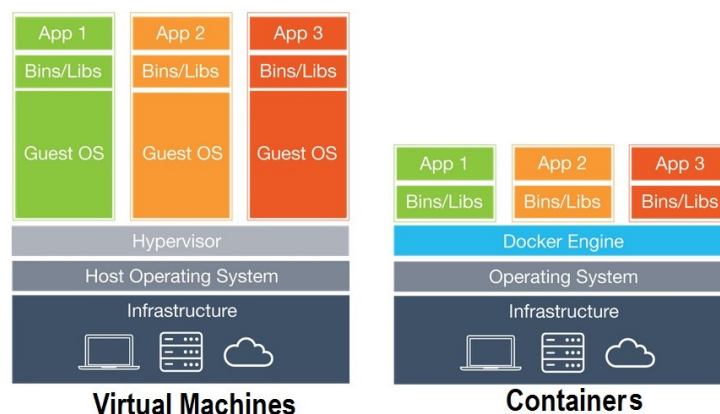 App 1
App 2
App 3
Bins/Libs
Bins/Libs
Bins/Libs
Guest OS
Guest OS
Guest OS
Hypervisor
Host Operating System
Infrastructure
Virtual Machines
App 1
App 2
App 3
Bins/Libs
Bins/Libs
Bins/Libs
Docker Engine
Operating System
Infrastructure
Containers